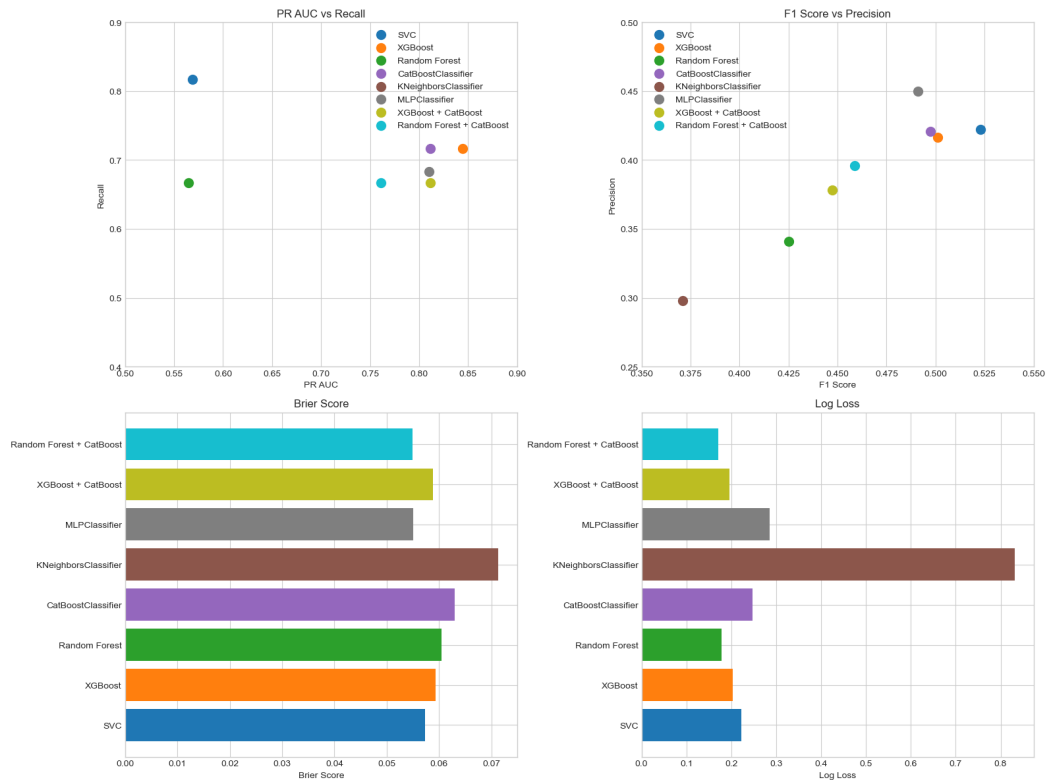 PR AUC vs Recall
0.9
0.8
0.7
0.6
0.5
0.4
Recall
SVC
XGBoost
Random Forest
CatBoostClassifier
KNeighborsClassifier
MLPClassifier
XGBoost + CatBoost
Random Forest + CatBoost
0.50 0.55 0.60 0.65 0.70 0.75 0.80 0.85 0.90
PR AUC
F1 Score vs Precision
0.50
0.45
0.40
0.35
0.30
0.25
Precision
SVC
XGBoost
Random Forest
CatBoostClassifier
KNeighborsClassifier
MLPClassifier
XGBoost + CatBoost
Random Forest + CatBoost
0.350 0.375 0.400 0.425 0.450 0.475 0.500 0.525 0.550
F1 Score
Brier Score
Random Forest + CatBoost
XGBoost + CatBoost
MLPClassifier
KNeighborsClassifier
CatBoostClassifier
Random Forest
XGBoost
SVC
0.00 0.01 0.02 0.03 0.04 0.05 0.06 0.07
Brier Score
Log Loss
Random Forest + CatBoost
XGBoost + CatBoost
MLPClassifier
KNeighborsClassifier
CatBoostClassifier
Random Forest
XGBoost
SVC
0.0 0.1 0.2 0.3 0.4 0.5 0.6 0.7 0.8
Log Loss